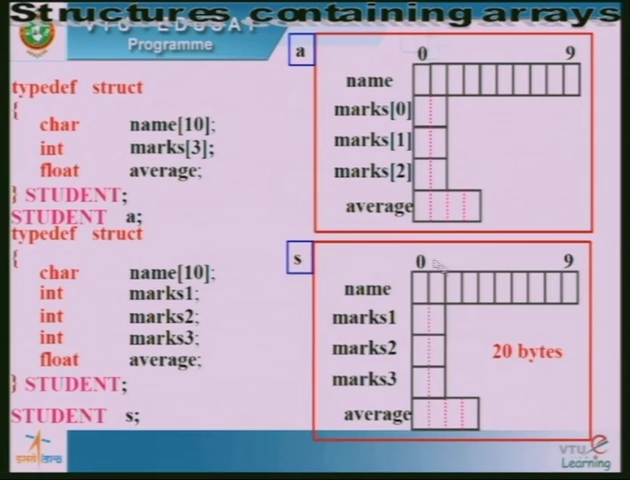 Structures containing arrays
VTU EDUSAT
Programme
typedef struct
{
char name[10];
int marks[3];
float average;
} STUDENT;
STUDENT a;
typedef struct
{
char name[10];
int marks1;
int marks2;
int marks3;
float average;
} STUDENT;
STUDENT s;
a
0 9
name
marks[0]
marks[1]
marks[2]
average
s
0 9
name
marks1
marks2
20 bytes
marks3
average
VTU e
Learning